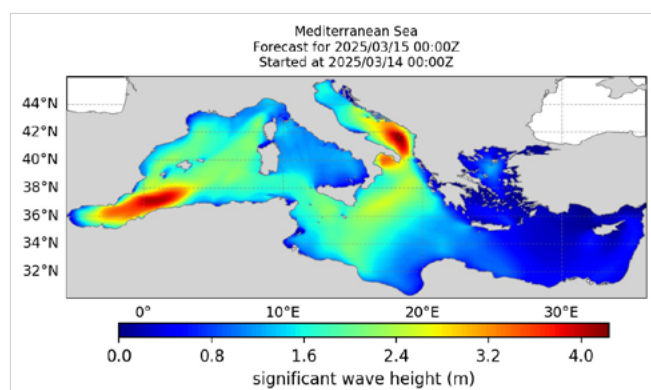 Mediterranean Sea
Forecast for 2025/03/15 00:00Z
Started at 2025/03/14 00:00Z
44°N
42°N
40°N
38°N
36°N
34°N
32°N
0° 10°E 20°E 30°E
0.0 0.8 1.6 2.4 3.2 4.0
significant wave height (m)